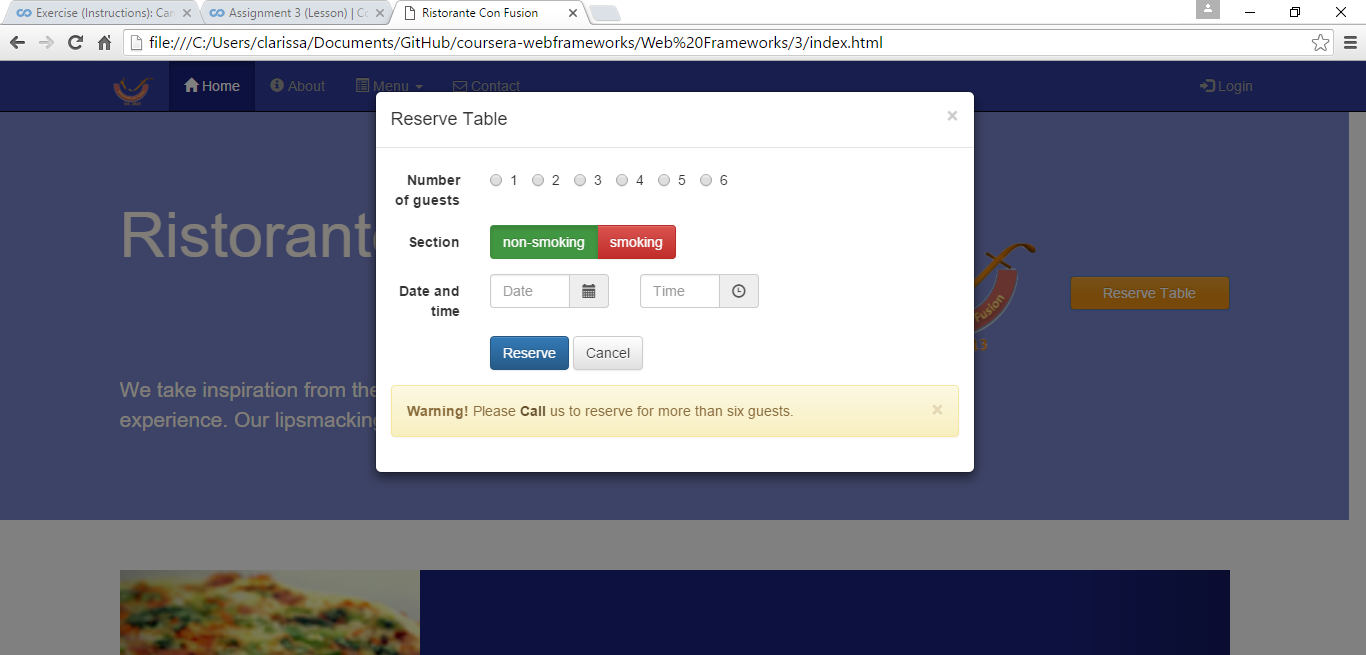 Exercise (Instructions): Car
Assignment 3 (Lesson) | Co
Ristorante Con Fusion
file:///C:/Users/clarissa/Documents/GitHub/coursera-webframeworks/Web%20Frameworks/3/index.html
Home
About
Menu
Contact
Login
Reserve Table
×
Number of guests
1 2 3 4 5 6
Section
non-smoking
smoking
Date and time
Date
Time
Reserve
Cancel
Warning! Please Call us to reserve for more than six guests.
×
Ristorante
Fusion
Reserve Table
We take inspiration from the
experience. Our lipsmacking